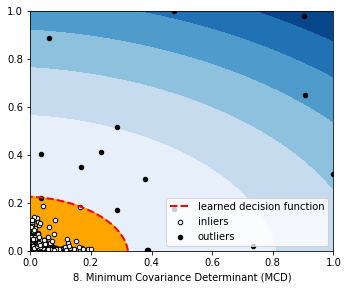 1.0
0.8
0.6
0.4
0.2
0.0
learned decision function
inliers
outliers
0.0 0.2 0.4 0.6 0.8 1.0
8. Minimum Covariance Determinant (MCD)